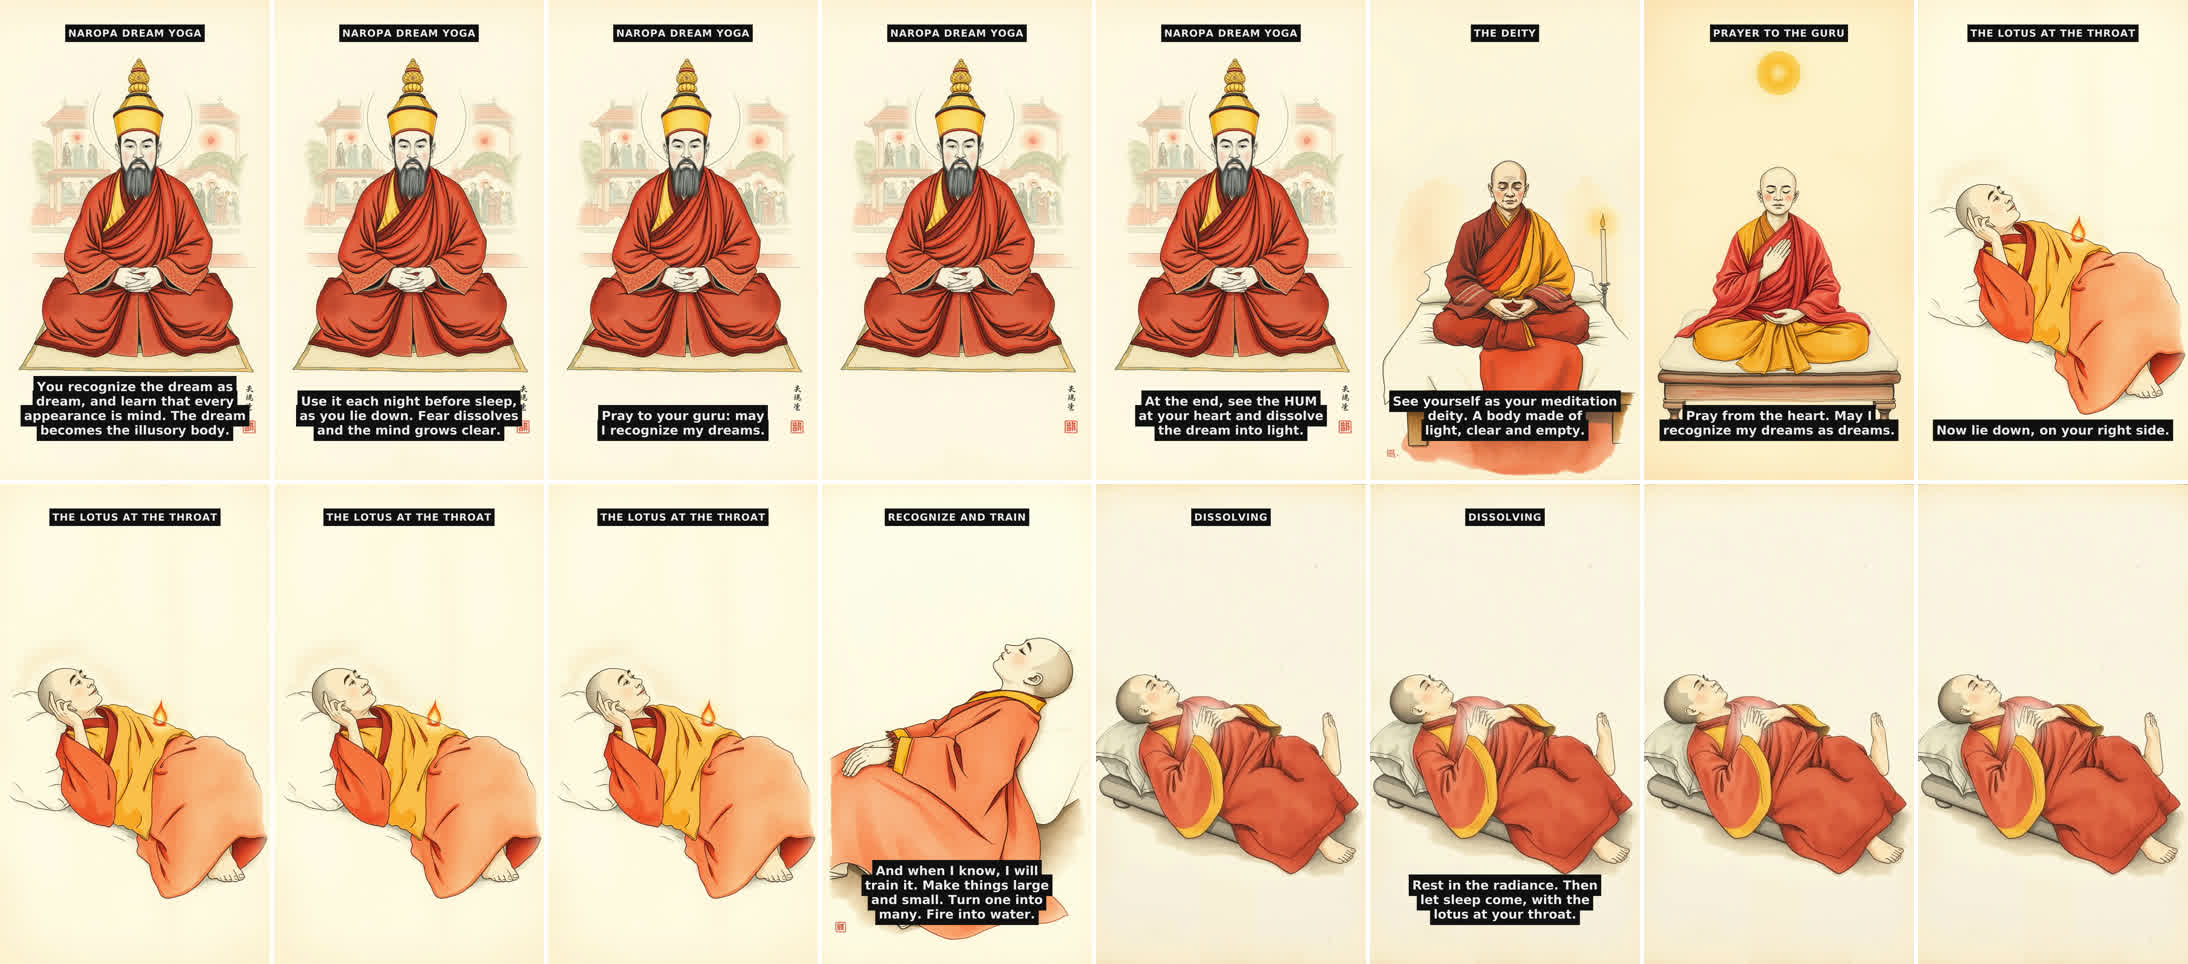 NAROPA DREAM YOGA
You recognize the dream as
dream, and learn that every
appearance is mind. The dream
becomes the illusory body.
NAROPA DREAM YOGA
Use it each night before sleep,
as you lie down. Fear dissolves
and the mind grows clear.
NAROPA DREAM YOGA
Pray to your guru: may
I recognize my dreams.
NAROPA DREAM YOGA
NAROPA DREAM YOGA
At the end, see the HUM
at your heart and dissolve
the dream into light.
THE DEITY
See yourself as your meditation
deity. A body made of
light, clear and empty.
PRAYER TO THE GURU
Pray from the heart. May I
recognize my dreams as dreams.
THE LOTUS AT THE THROAT
Now lie down, on your right side.
THE LOTUS AT THE THROAT
THE LOTUS AT THE THROAT
THE LOTUS AT THE THROAT
RECOGNIZE AND TRAIN
And when I know, I will
train it. Make things large
and small. Turn one into
many. Fire into water.
DISSOLVING
DISSOLVING
Rest in the radiance. Then
let sleep come, with the
lotus at your throat.